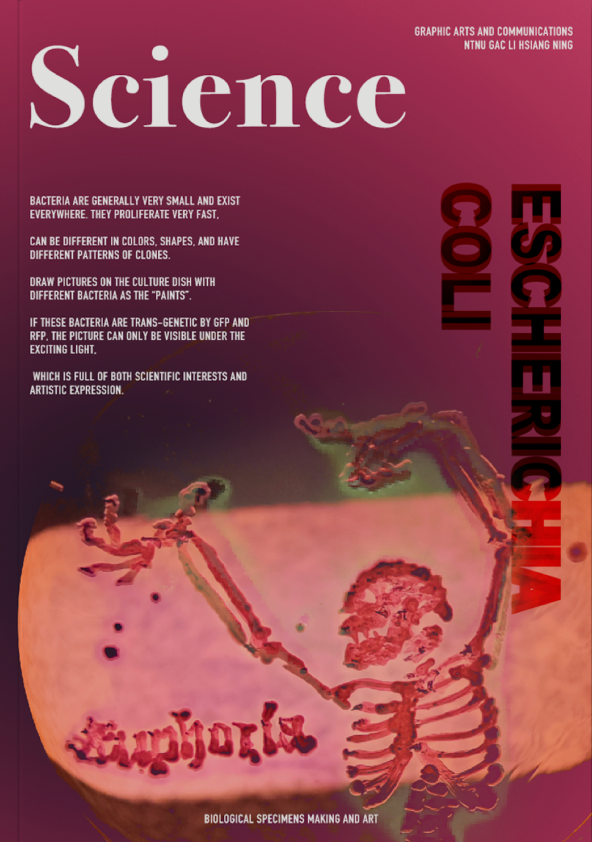 GRAPHIC ARTS AND COMMUNICATIONS
NTNU GAC LI HSIANG NING
Science
BACTERIA ARE GENERALLY VERY SMALL AND EXIST
EVERYWHERE. THEY PROLIFERATE VERY FAST,
CAN BE DIFFERENT IN COLORS, SHAPES, AND HAVE
DIFFERENT PATTERNS OF CLONES.
DRAW PICTURES ON THE CULTURE DISH WITH
DIFFERENT BACTERIA AS THE "PAINTS".
IF THESE BACTERIA ARE TRANS-GENETIC BY GFP AND
RFP, THE PICTURE CAN ONLY BE VISIBLE UNDER THE
EXCITING LIGHT,
WHICH IS FULL OF BOTH SCIENTIFIC INTERESTS AND
ARTISTIC EXPRESSION.
ESCHERICHIA
COLI
Euphoria
BIOLOGICAL SPECIMENS MAKING AND ART